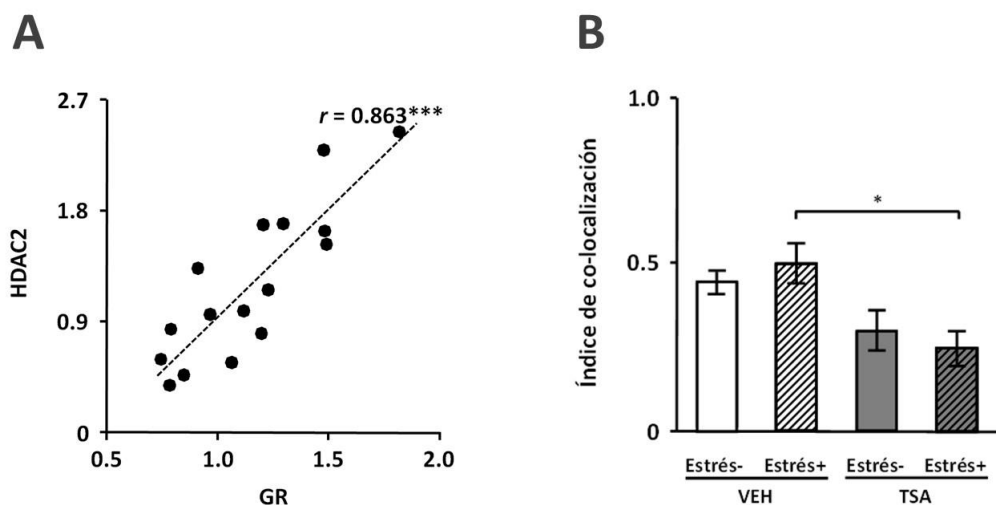 A
B
2.7
1.8
0.9
0
HDAC2
r = 0.863***
0.5 1.0 1.5 2.0
GR
1.0
0.5
0
Índice de co-localización
*
Estrés- Estrés+ Estrés- Estrés+
VEH TSA